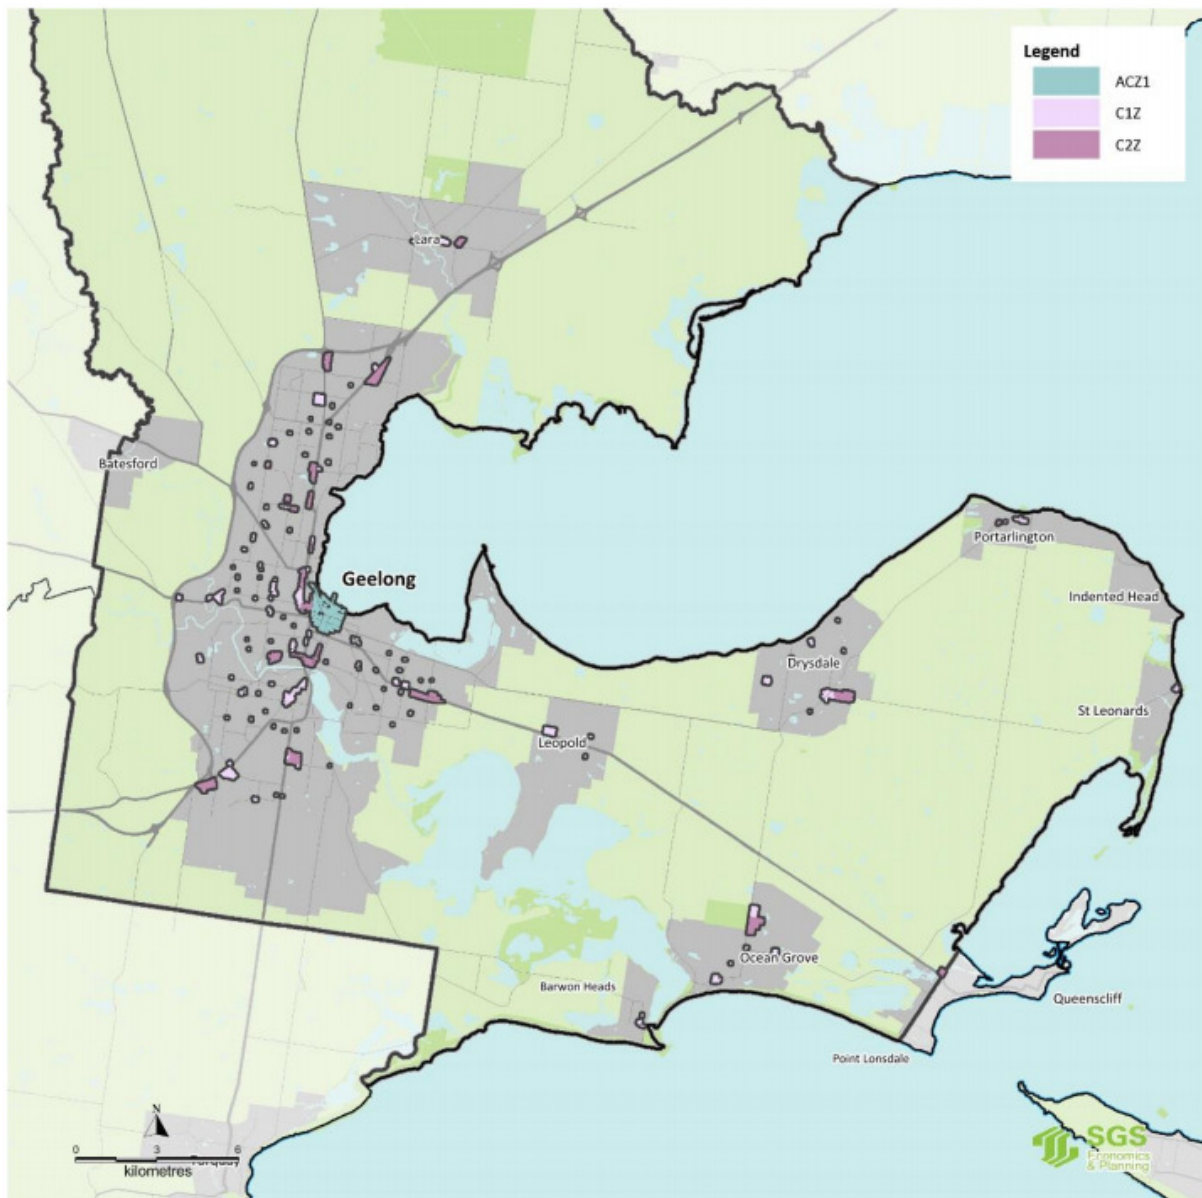 Legend
ACZ1
C1Z
C2Z
Lara
Batesford
Geelong
Portarlington
Indented Head
Drysdale
St Leonards
Leopold
Ocean Grove
Barwon Heads
Queenscliff
Point Lonsdale
N
0 3 6
kilometres
Torquay
SGS
Economics
& Planning